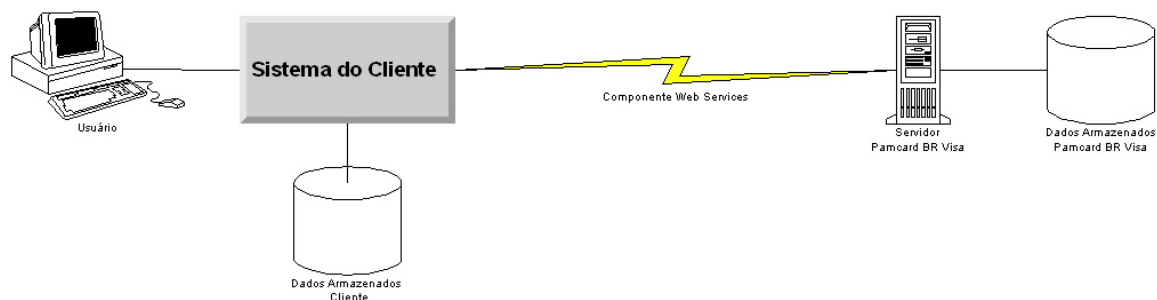 Sistema do Cliente
Usuário
Componente Web Services
Servidor
Pamcard BR Visa
Dados Armazenados
Pamcard BR Visa
Dados Armazenados
Cliente